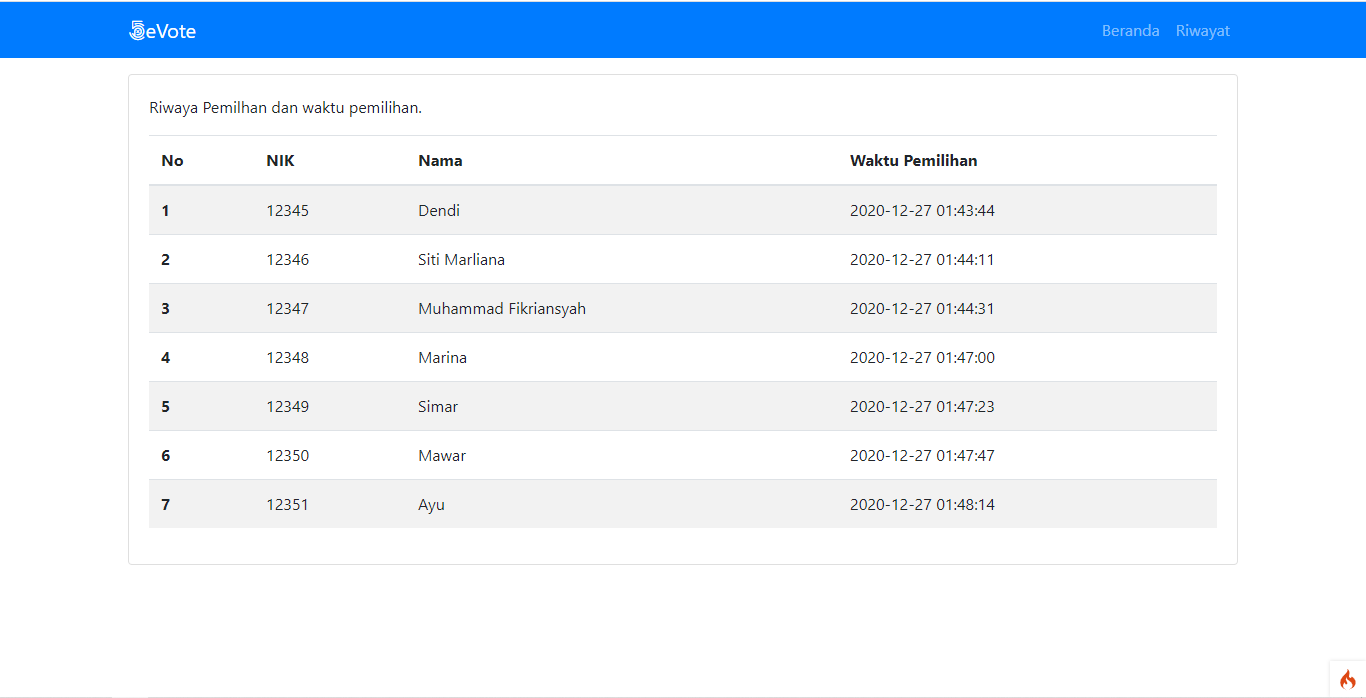 eVote Beranda Riwayat
Riwaya Pemilhan dan waktu pemilihan.
No NIK Nama Waktu Pemilihan
1 12345 Dendi 2020-12-27 01:43:44
2 12346 Siti Marliana 2020-12-27 01:44:11
3 12347 Muhammad Fikriansyah 2020-12-27 01:44:31
4 12348 Marina 2020-12-27 01:47:00
5 12349 Simar 2020-12-27 01:47:23
6 12350 Mawar 2020-12-27 01:47:47
7 12351 Ayu 2020-12-27 01:48:14